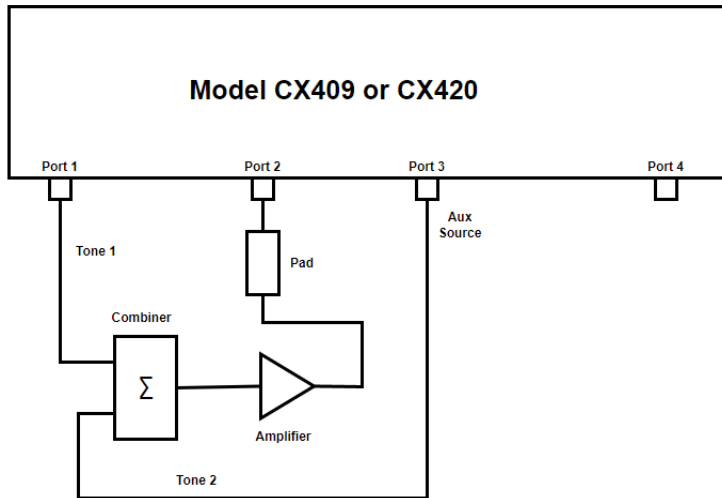 Model CX409 or CX420
Port 1
Port 2
Port 3
Port 4
Aux
Source
Tone 1
Pad
Combiner
Σ
Amplifier
Tone 2